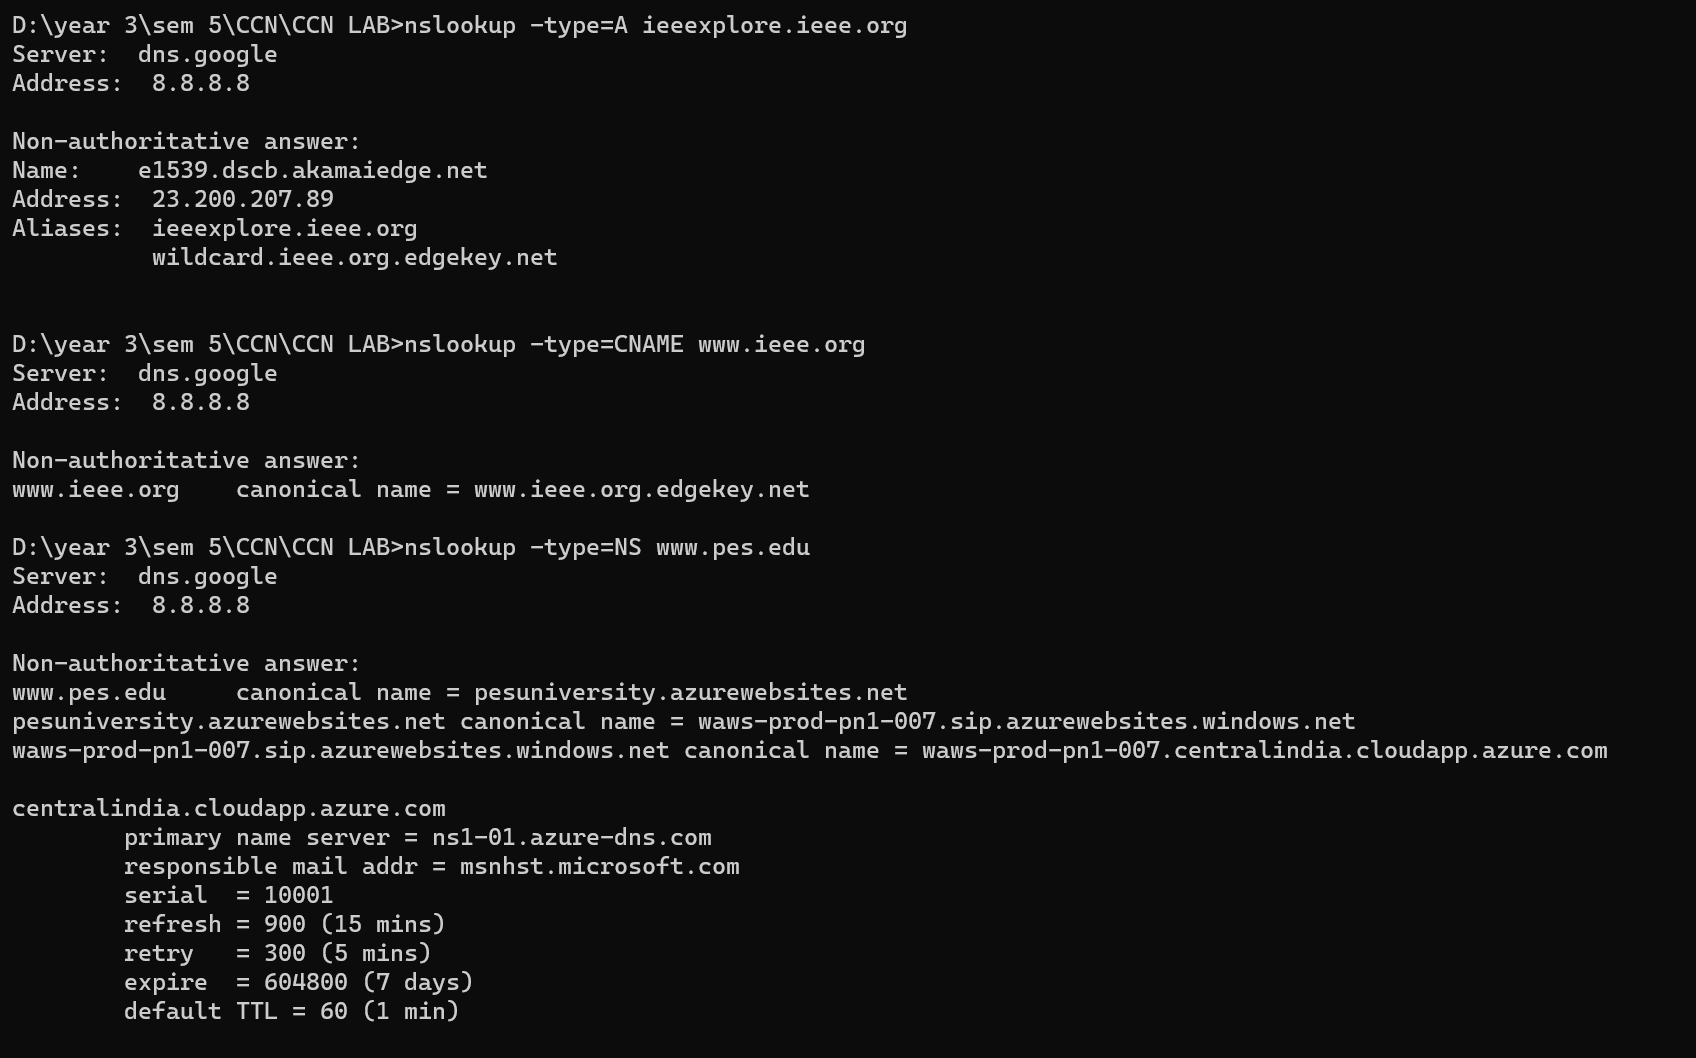 D:\year 3\sem 5\CCN\CCN LAB>nslookup -type=A ieeexplore.ieee.org
Server:  dns.google
Address:  8.8.8.8

Non-authoritative answer:
Name:    e1539.dscb.akamaiedge.net
Address:  23.200.207.89
Aliases:  ieeexplore.ieee.org
          wildcard.ieee.org.edgekey.net


D:\year 3\sem 5\CCN\CCN LAB>nslookup -type=CNAME www.ieee.org
Server:  dns.google
Address:  8.8.8.8

Non-authoritative answer:
www.ieee.org    canonical name = www.ieee.org.edgekey.net

D:\year 3\sem 5\CCN\CCN LAB>nslookup -type=NS www.pes.edu
Server:  dns.google
Address:  8.8.8.8

Non-authoritative answer:
www.pes.edu     canonical name = pesuniversity.azurewebsites.net
pesuniversity.azurewebsites.net canonical name = waws-prod-pn1-007.sip.azurewebsites.windows.net
waws-prod-pn1-007.sip.azurewebsites.windows.net canonical name = waws-prod-pn1-007.centralindia.cloudapp.azure.com

centralindia.cloudapp.azure.com
        primary name server = ns1-01.azure-dns.com
        responsible mail addr = msnhst.microsoft.com
        serial  = 10001
        refresh = 900 (15 mins)
        retry   = 300 (5 mins)
        expire  = 604800 (7 days)
        default TTL = 60 (1 min)